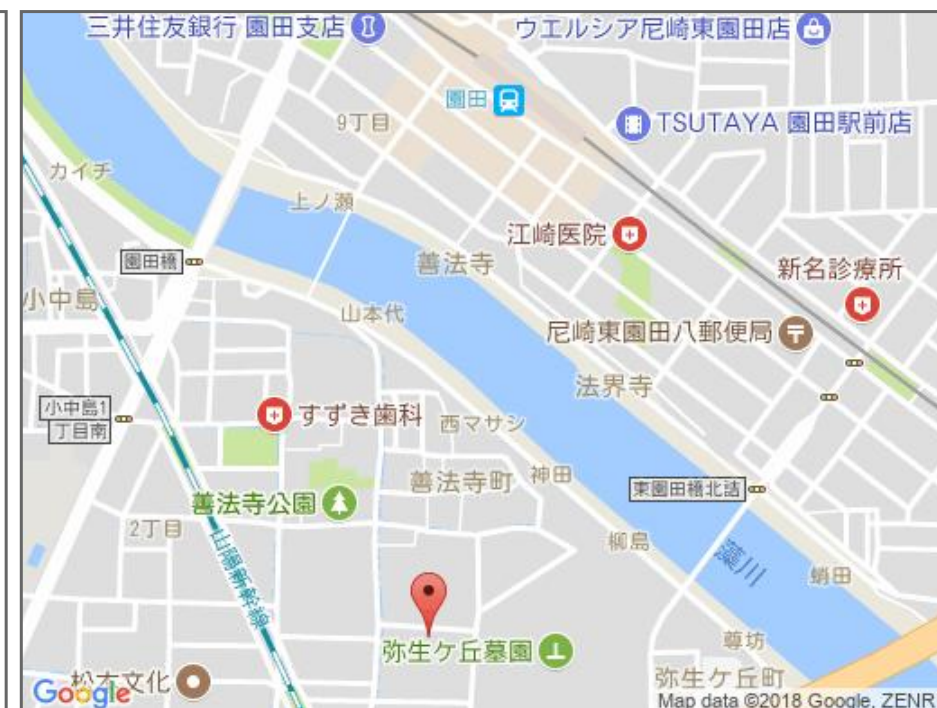 三井住友銀行 園田支店
ウエルシア尼崎東園田店
園田
9丁目
TSUTAYA 園田駅前店
カイチ
上ノ瀬
江崎医院
園田橋
善法寺
新名診療所
小中島
山本代
尼崎東園田八郵便局
法界寺
小中島1
丁目南
すずき歯科
西マサシ
善法寺町
神田
東園田橋北詰
善法寺公園
2丁目
柳島
山陽新幹線
藻川
蛸田
尊坊
弥生ケ丘墓園
弥生ケ丘町
松本文化
Google
Map data ©2018 Google, ZENR